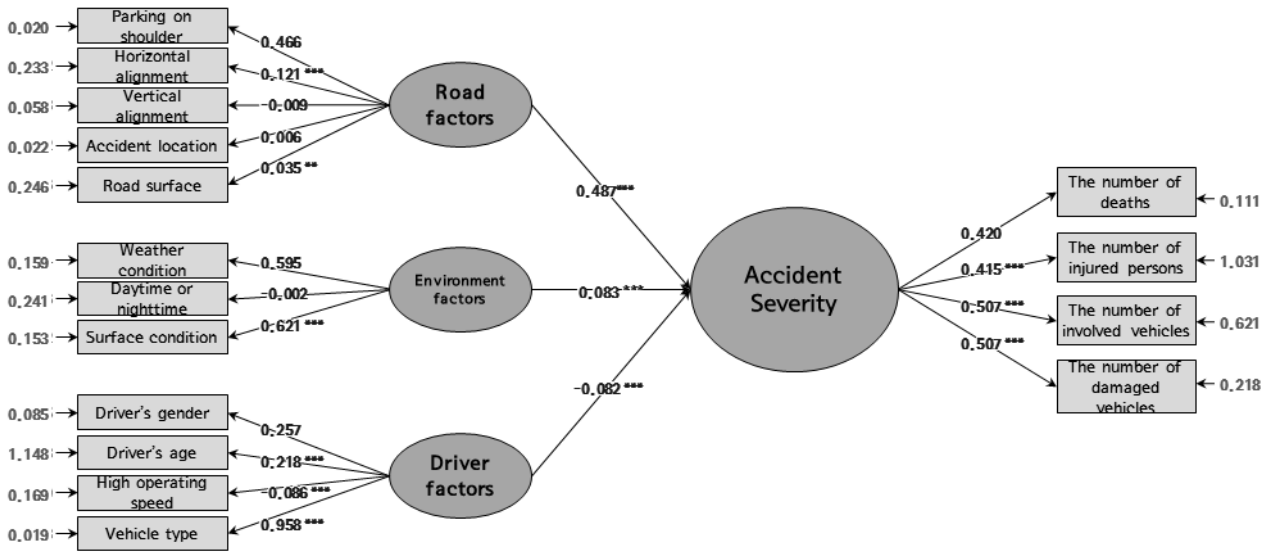 Parking on
shoulder
0.020
0.466
Horizontal
alignment
0.233
0.121 ***
Vertical
alignment
0.058
-0.009
Accident location
0.022
0.006
Road surface
0.246
0.035 **
Road
factors
0.487 ***
Weather
condition
0.159
0.595
Daytime or
nighttime
0.241
-0.002
Surface condition
0.153
0.621 ***
Environment
factors
0.083 ***
Driver's gender
0.085
0.257
Driver's age
1.148
0.218 ***
High operating
speed
0.169
-0.086 ***
Vehicle type
0.019
0.958 ***
Driver
factors
-0.082 ***
Accident
Severity
0.420
The number of
deaths
0.111
0.415 ***
The number of
injured persons
1.031
0.507 ***
The number of
involved vehicles
0.621
0.507 ***
The number of
damaged
vehicles
0.218